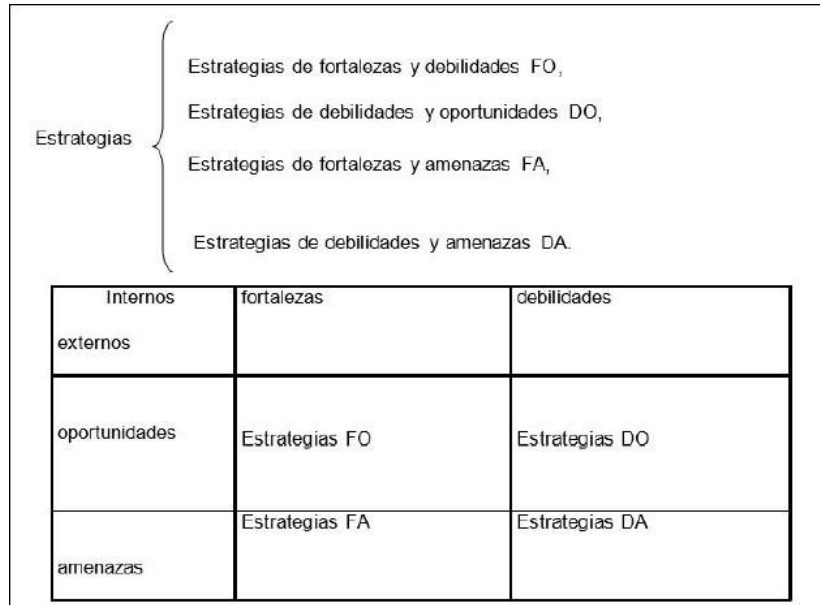 Estrategias de fortalezas y debilidades FO,
Estrategias de debilidades y oportunidades DO,
Estrategias
Estrategias de fortalezas y amenazas FA,
Estrategias de debilidades y amenazas DA.
Internos fortalezas debilidades
externos
oportunidades Estrategias FO Estrategias DO
Estrategias FA Estrategias DA
amenazas